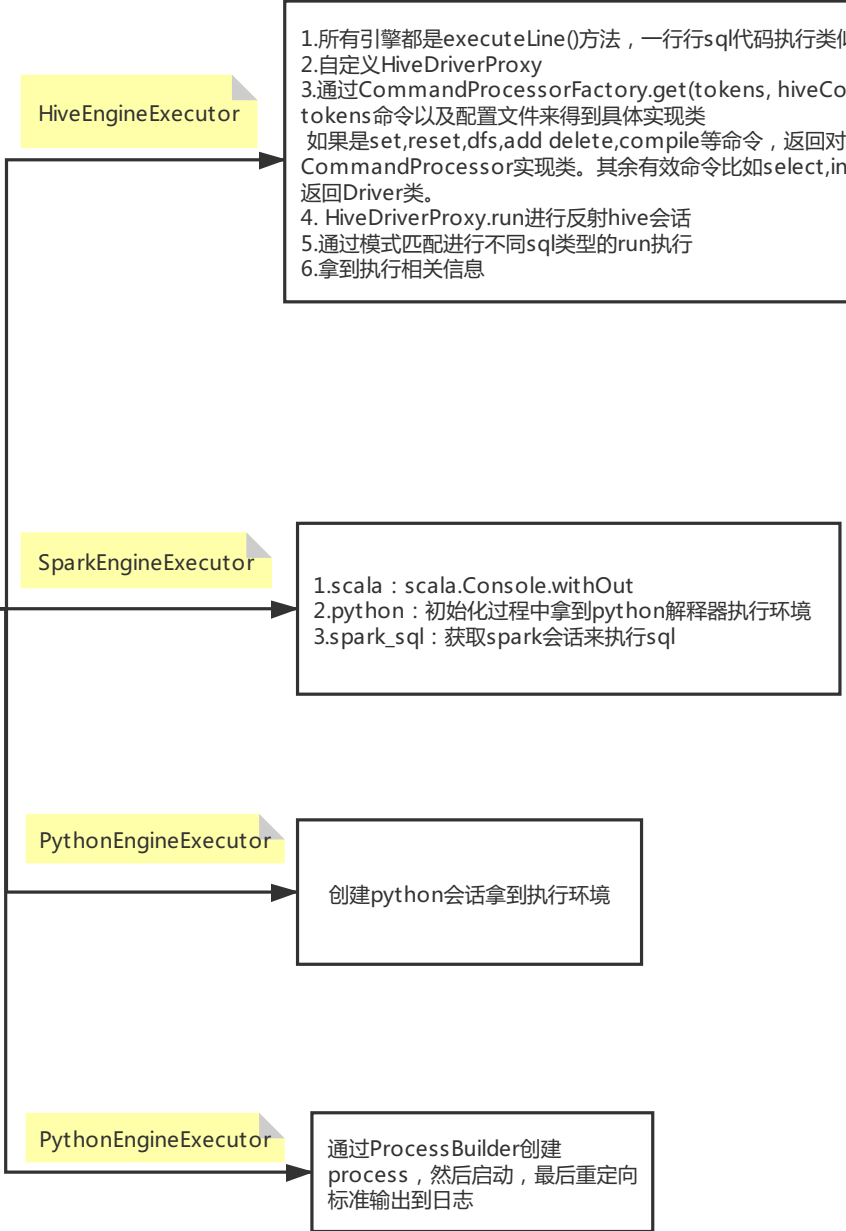 HiveEngineExecutor
1.所有引擎都是executeLine()方法，一行行sql代码执行类似
2.自定义HiveDriverProxy
3.通过CommandProcessorFactory.get(tokens, hiveCo
tokens命令以及配置文件来得到具体实现类
如果是set,reset,dfs,add delete,compile等命令，返回对
CommandProcessor实现类。其余有效命令比如select,in
返回Driver类。
4. HiveDriverProxy.run进行反射hive会话
5.通过模式匹配进行不同sql类型的run执行
6.拿到执行相关信息
SparkEngineExecutor
1.scala：scala.Console.withOut
2.python：初始化过程中拿到python解释器执行环境
3.spark_sql：获取spark会话来执行sql
PythonEngineExecutor
创建python会话拿到执行环境
PythonEngineExecutor
通过ProcessBuilder创建
process，然后启动，最后重定向
标准输出到日志